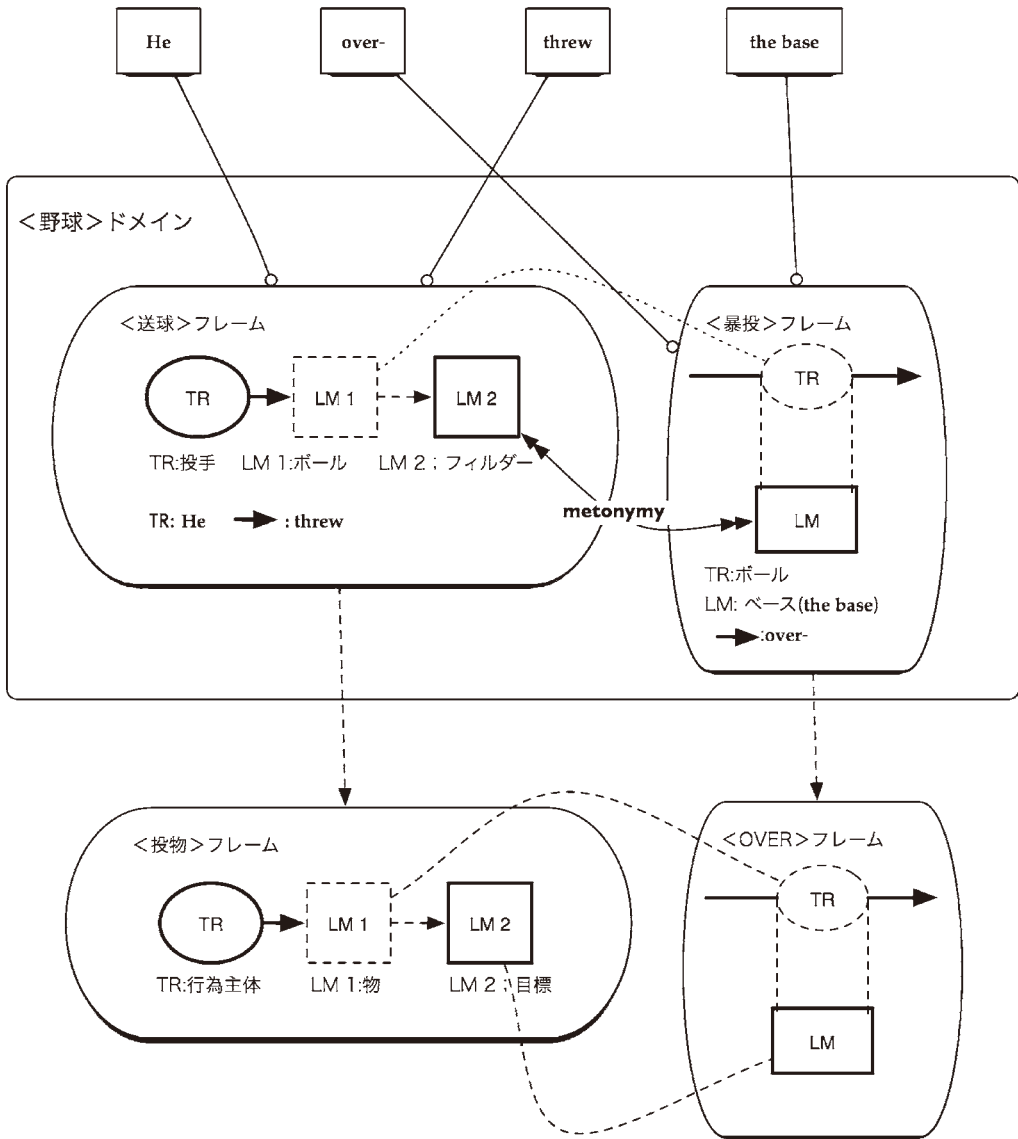 He
over-
threw
the base
＜野球＞ドメイン
＜送球＞フレーム
TR
LM 1
LM 2
TR:投手 LM 1:ボール LM 2；フィルダー
TR: He : threw
metonymy
＜暴投＞フレーム
TR
LM
TR:ボール
LM: ベース(the base)
:over-
＜投物＞フレーム
TR
LM 1
LM 2
TR:行為主体 LM 1:物 LM 2；目標
＜OVER＞フレーム
TR
LM